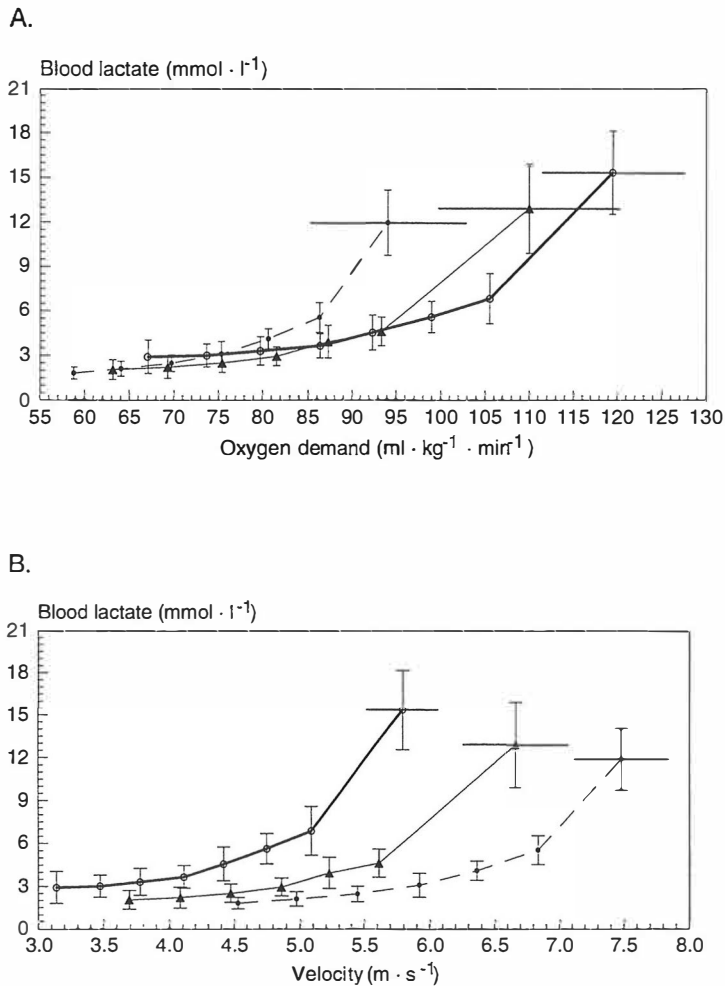 A.
Blood lactate (mmol · l⁻¹)
21
18
15
12
9
6
3
0
55 60 65 70 75 80 85 90 95 100 105 110 115 120 125 130
Oxygen demand (ml · kg⁻¹ · min⁻¹ )
B.
Blood lactate (mmol · l⁻¹)
21
18
15
12
9
6
3
0
3.0 3.5 4.0 4.5 5.0 5.5 6.0 6.5 7.0 7.5 8.0
Velocity (m · s⁻¹)